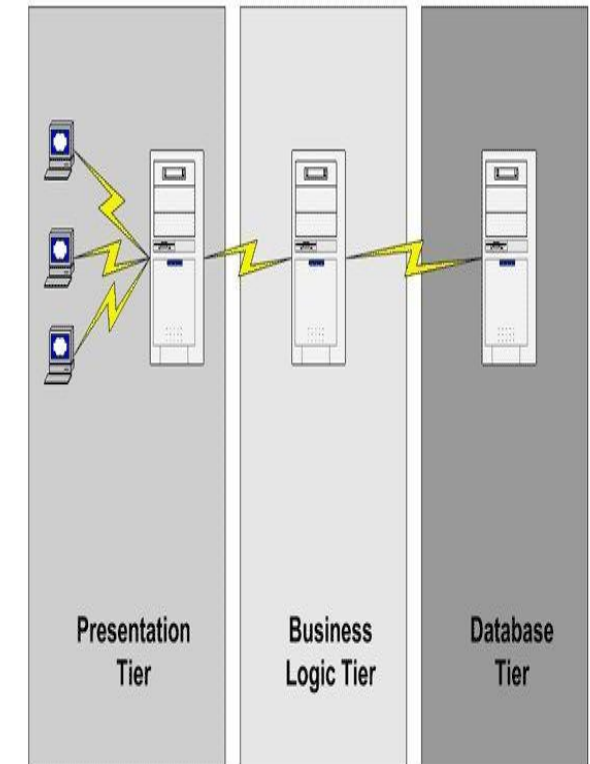 Presentation
Tier
Business
Logic Tier
Database
Tier